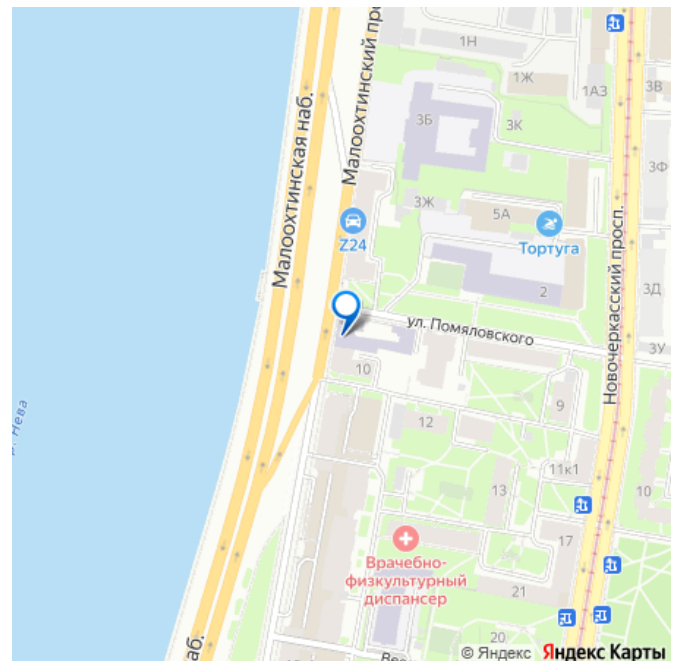 1Н
1Ж
1А3
3В
Малоохтинский пр
3Б
3К
3Ф
Малоохтинская наб.
3Ж
5А
Z24
Тортуга
Новочеркасский просп.
2
3Д
ул. Помяловского
3У
10
9
12
р. Нева
11к1
13
10
17
Врачебно-
физкультурный
диспансер
21
20
наб.
© Яндекс Яндекс Карты